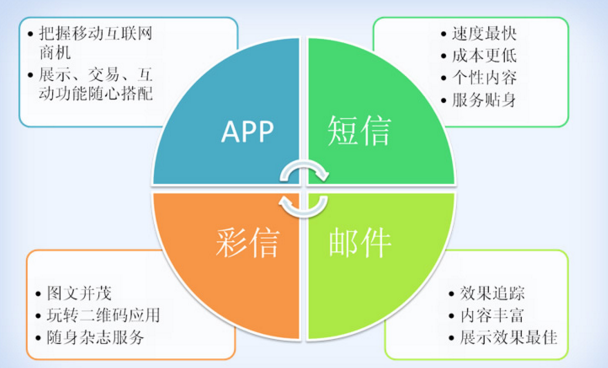 • 把握移动互联网
商机
• 展示、交易、互
动功能随心搭配
• 速度最快
• 成本更低
• 个性内容
• 服务贴身
APP
短信
彩信
邮件
• 图文并茂
• 玩转二维码应用
• 随身杂志服务
• 效果追踪
• 内容丰富
• 展示效果最佳